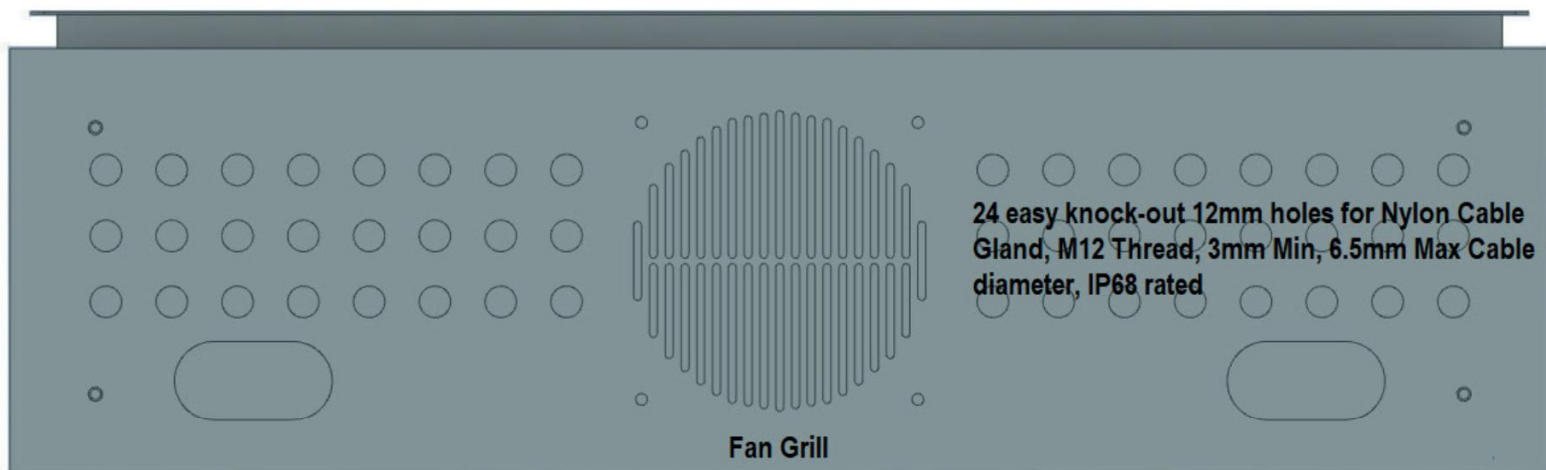 24 easy knock-out 12mm holes for Nylon Cable
Gland, M12 Thread, 3mm Min, 6.5mm Max Cable
diameter, IP68 rated
Fan Grill